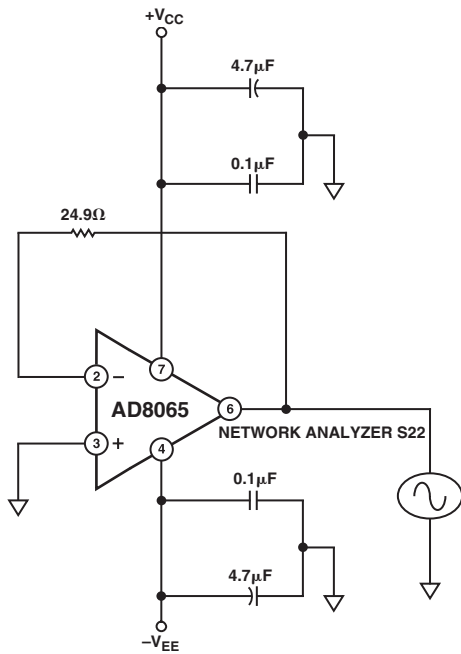 +VCC
4.7μF
0.1μF
24.9Ω
7
2 –
AD8065
6
3 +
4
NETWORK ANALYZER S22
0.1μF
4.7μF
–VEE